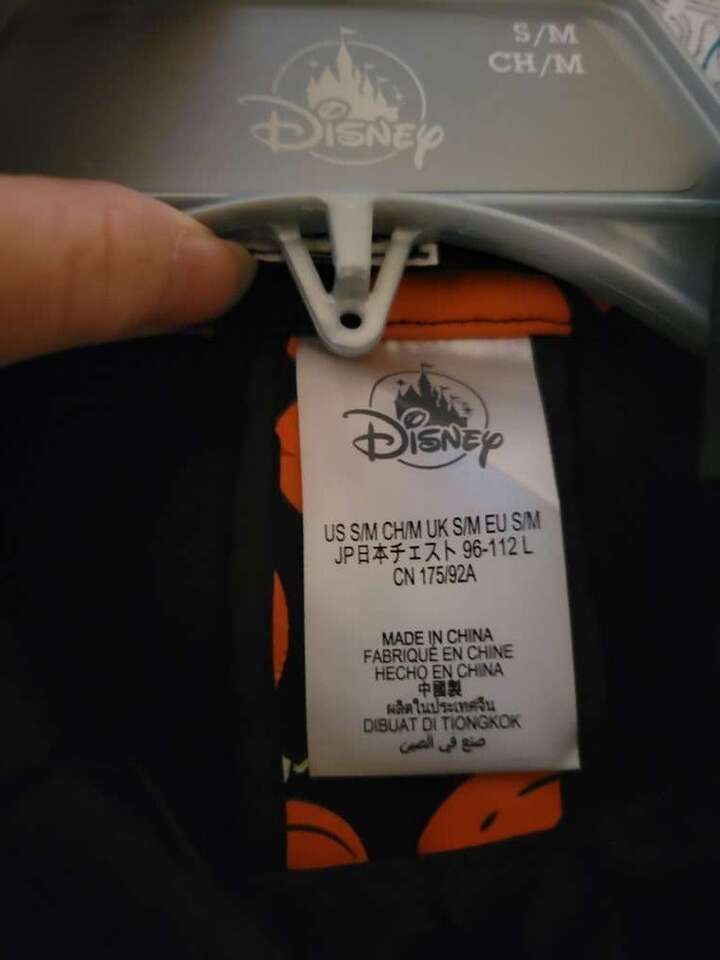 S/M
CH/M
Disney
Disney
US S/M CH/M UK S/M EU S/M
JP日本チェスト 96-112 L
CN 175/92A
MADE IN CHINA
FABRIQUÉ EN CHINE
HECHO EN CHINA
中國製
ผลิตในประเทศจีน
DIBUAT DI TIONGKOK
صنع في الصين